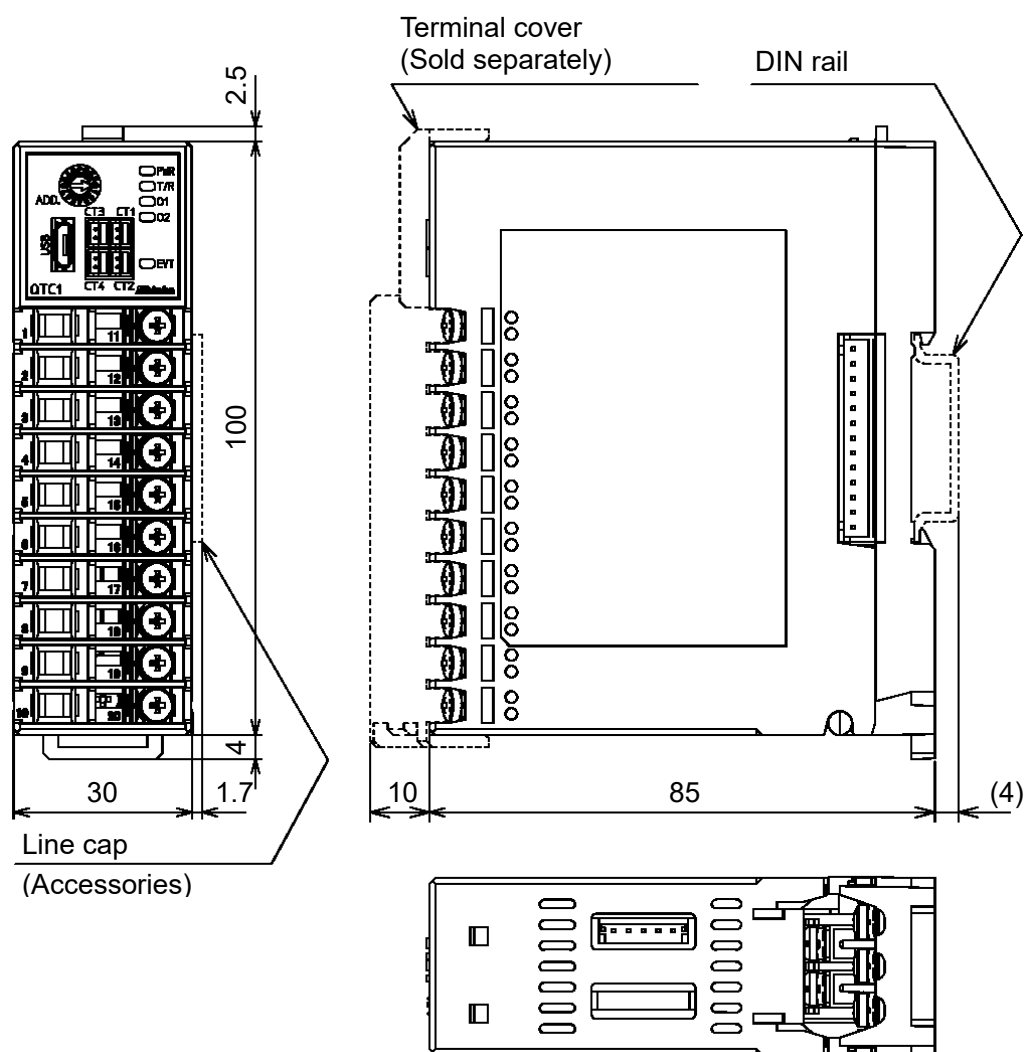 Terminal cover
(Sold separately)
DIN rail
2.5
ADD.
PWR
T/R
O1
O2
CT3 CT1
USB
EVT
QTC1
CT4 CT2
1 11
2 12
3 13
4 14
5 15
6 16
7 17
8 18
9 19
10 20
100
4
30
1.7
10
85
(4)
Line cap
(Accessories)